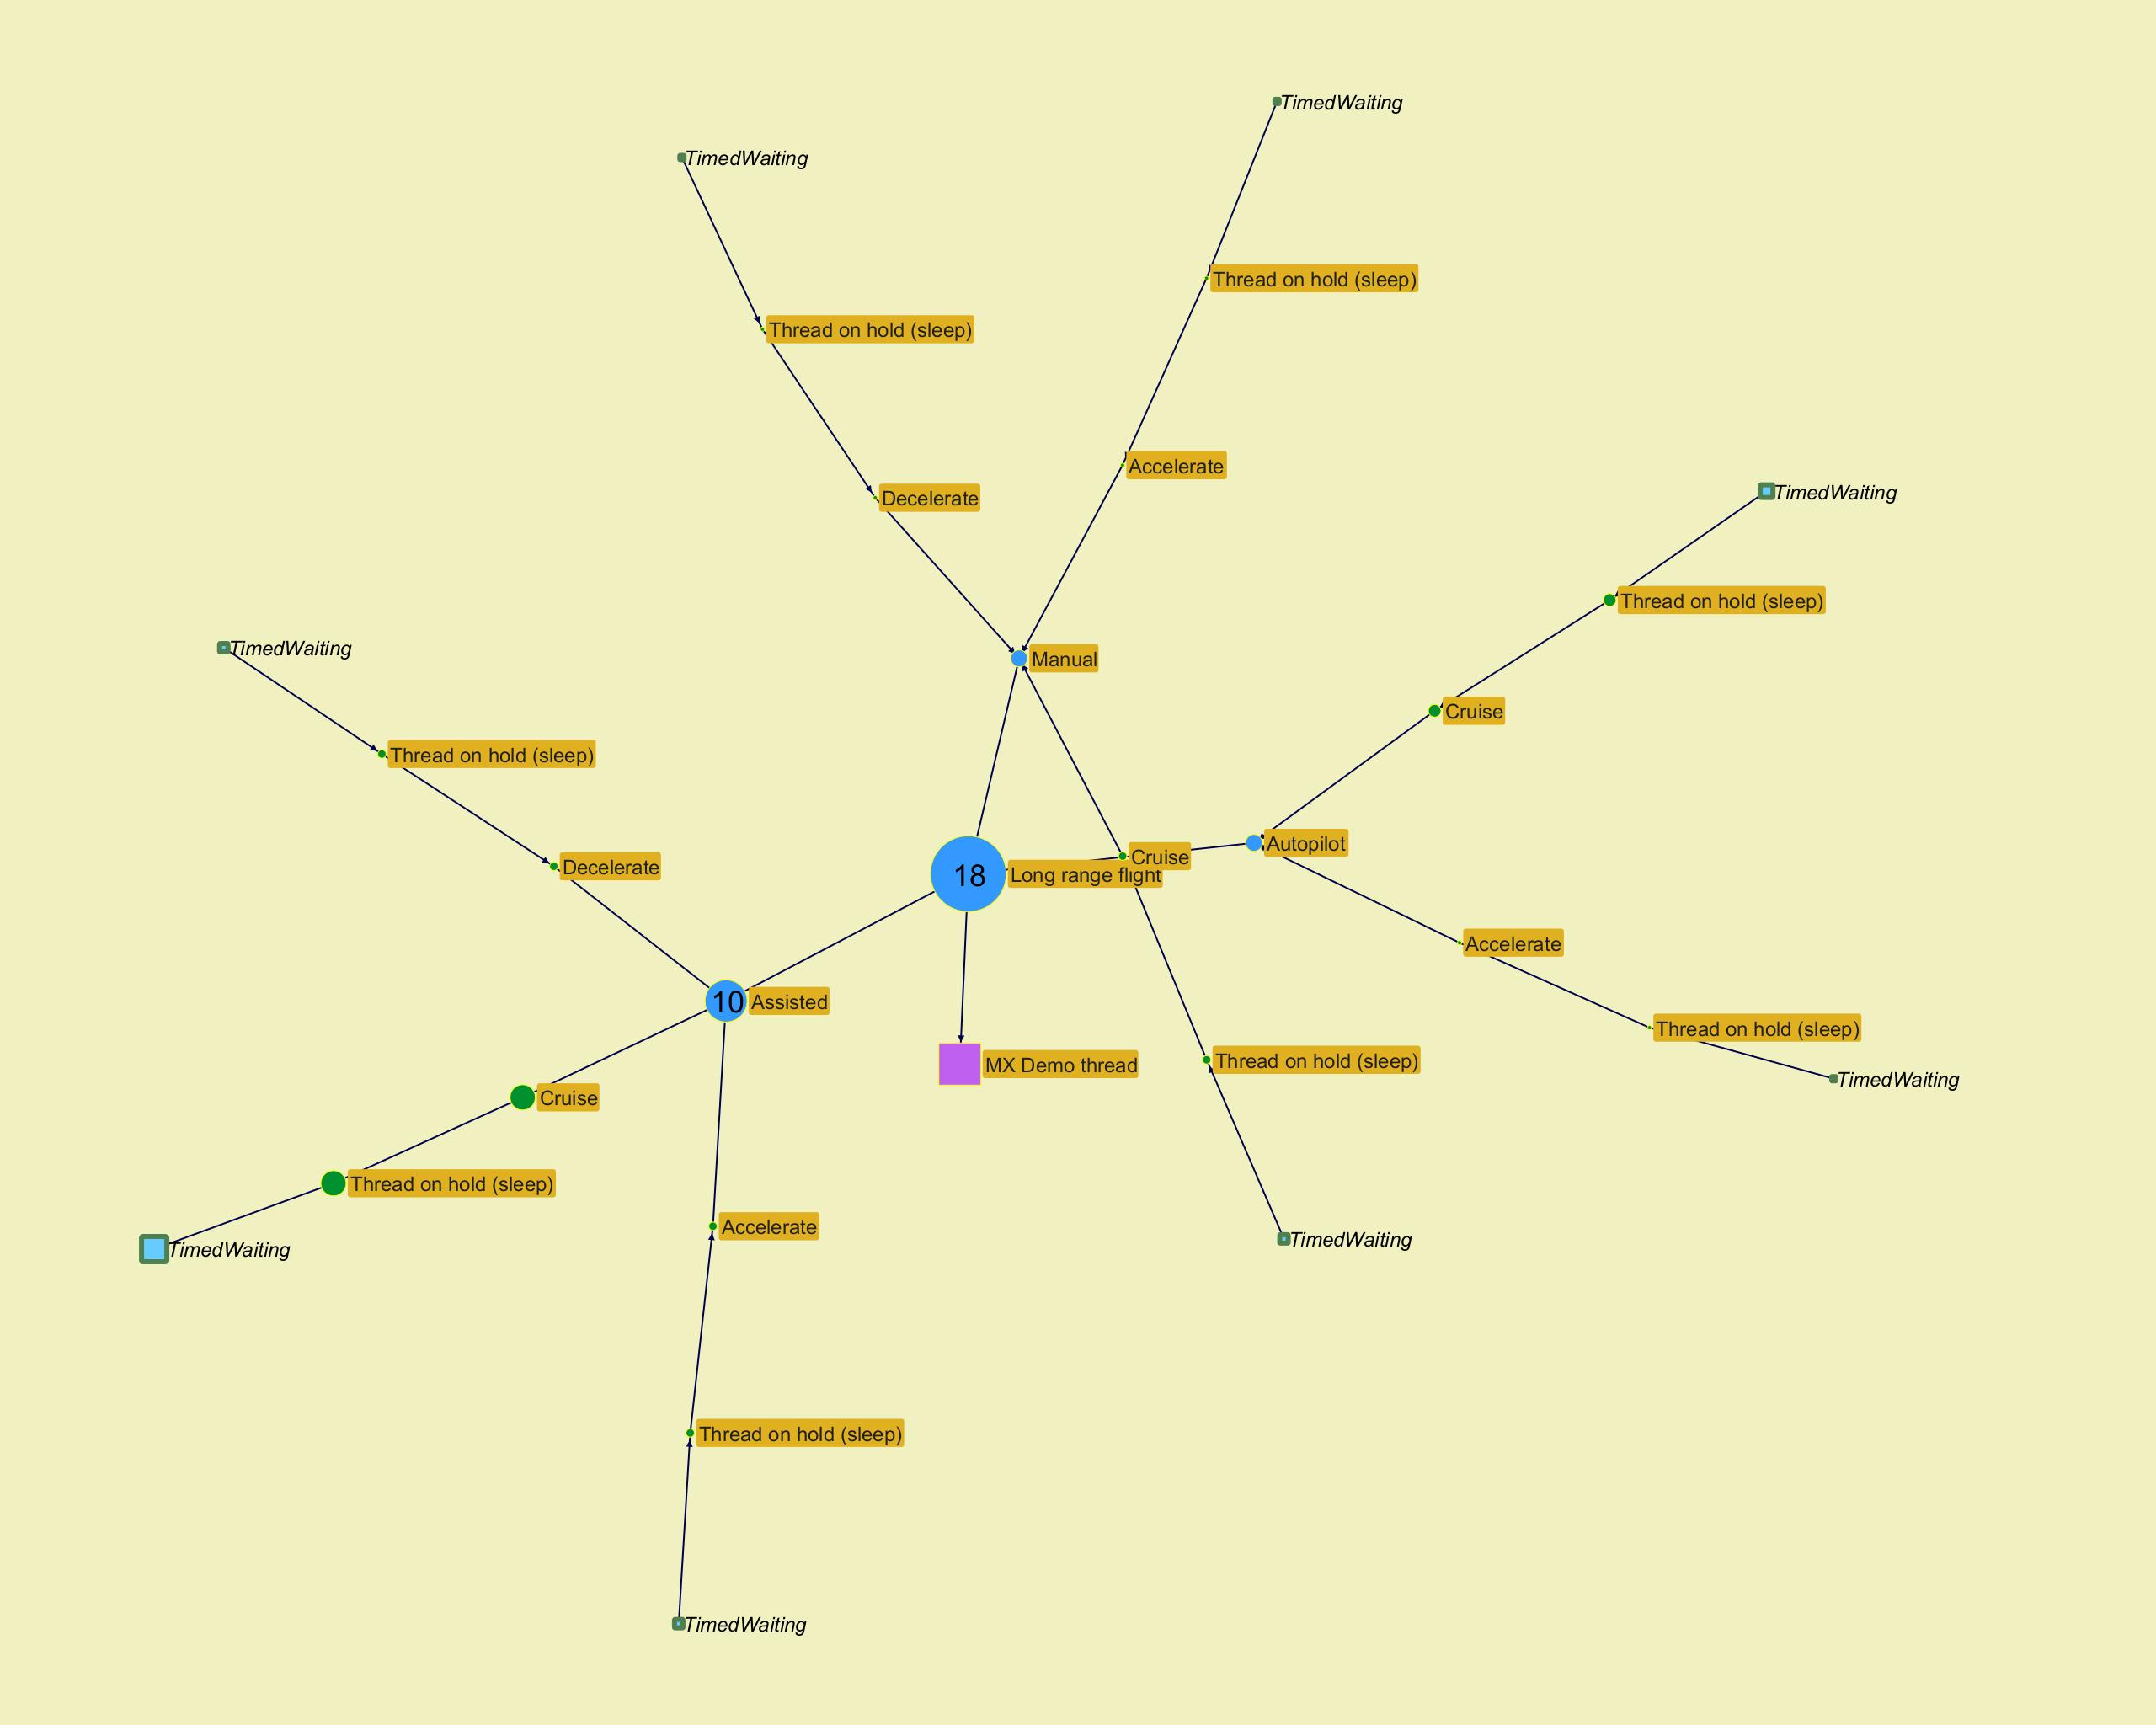 TimedWaiting
TimedWaiting
Thread on hold (sleep)
Thread on hold (sleep)
Accelerate
Decelerate
TimedWaiting
Thread on hold (sleep)
TimedWaiting
Manual
Cruise
Thread on hold (sleep)
Autopilot
Cruise
Decelerate
18
Long range flight
Accelerate
10
Assisted
Thread on hold (sleep)
Thread on hold (sleep)
MX Demo thread
TimedWaiting
Cruise
Thread on hold (sleep)
Accelerate
TimedWaiting
TimedWaiting
Thread on hold (sleep)
TimedWaiting